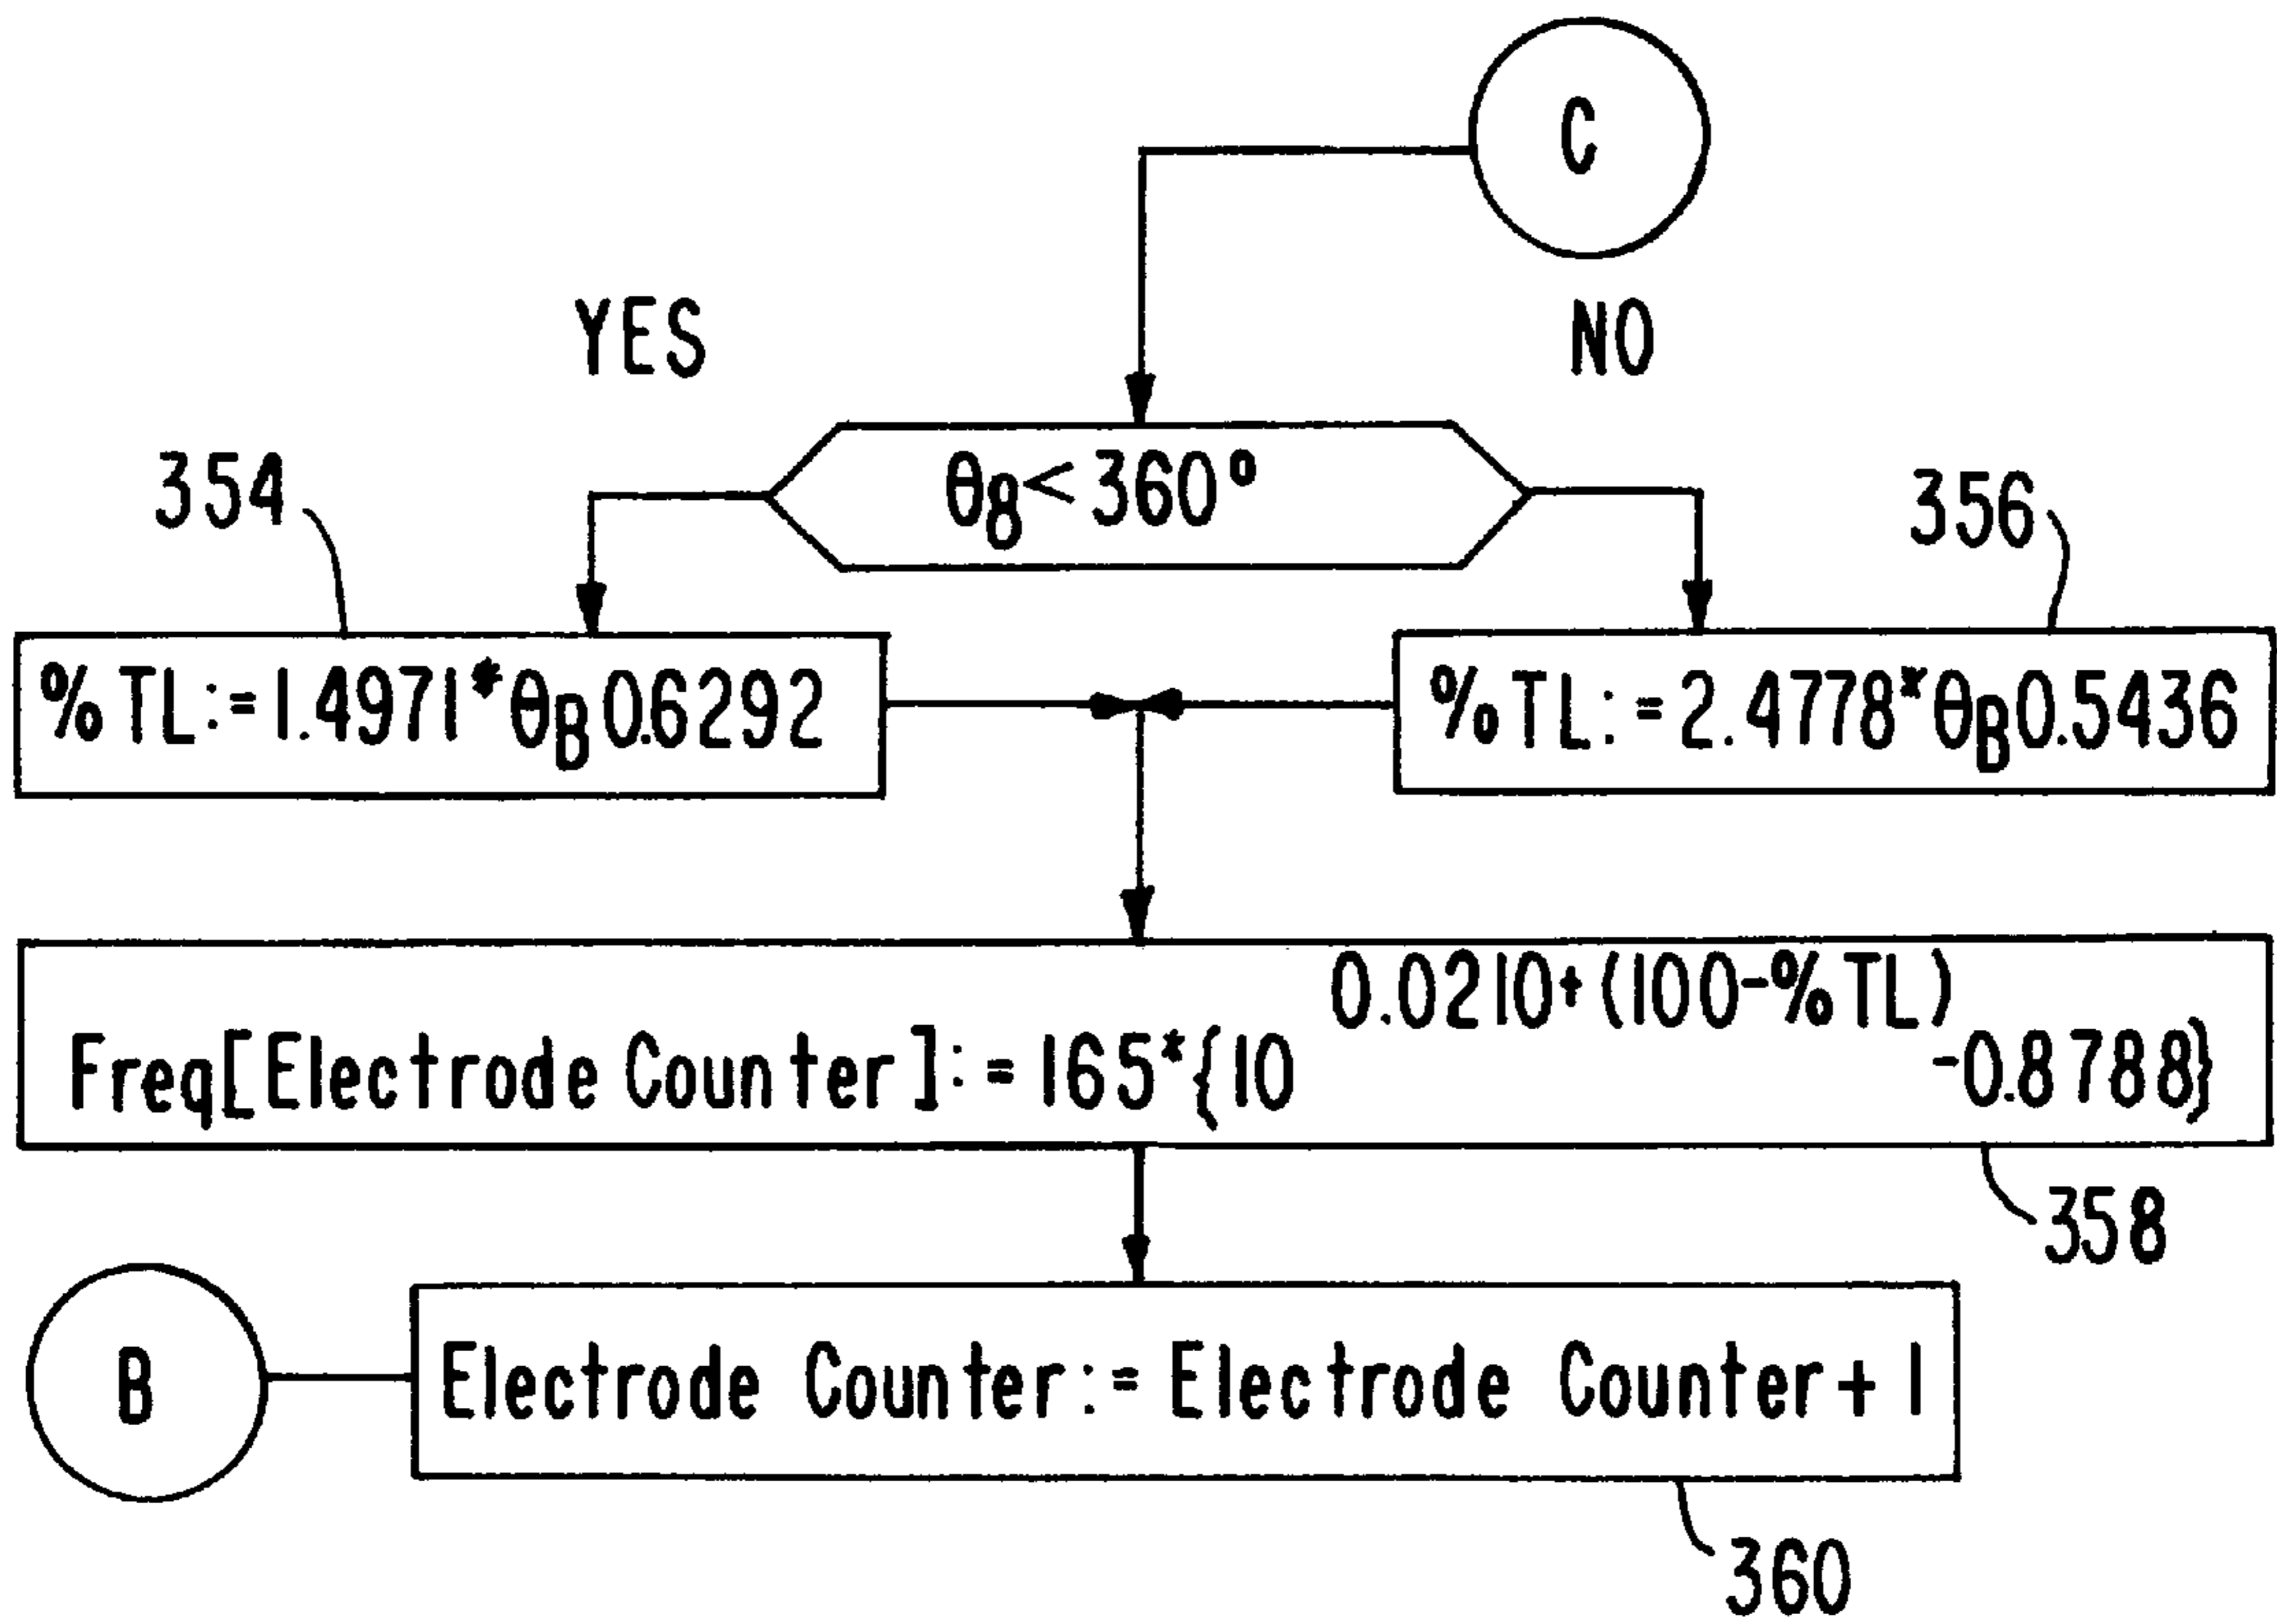 C
YES
NO
354
θ8<360°
356
%TL:=1.4971*θB0.6292
%TL:=2.4778*θB0.5436
0.0210+(100-%TL)
Freq[Electrode Counter]:=165*{10 -0.8788}
358
B
Electrode Counter:= Electrode Counter+1
360